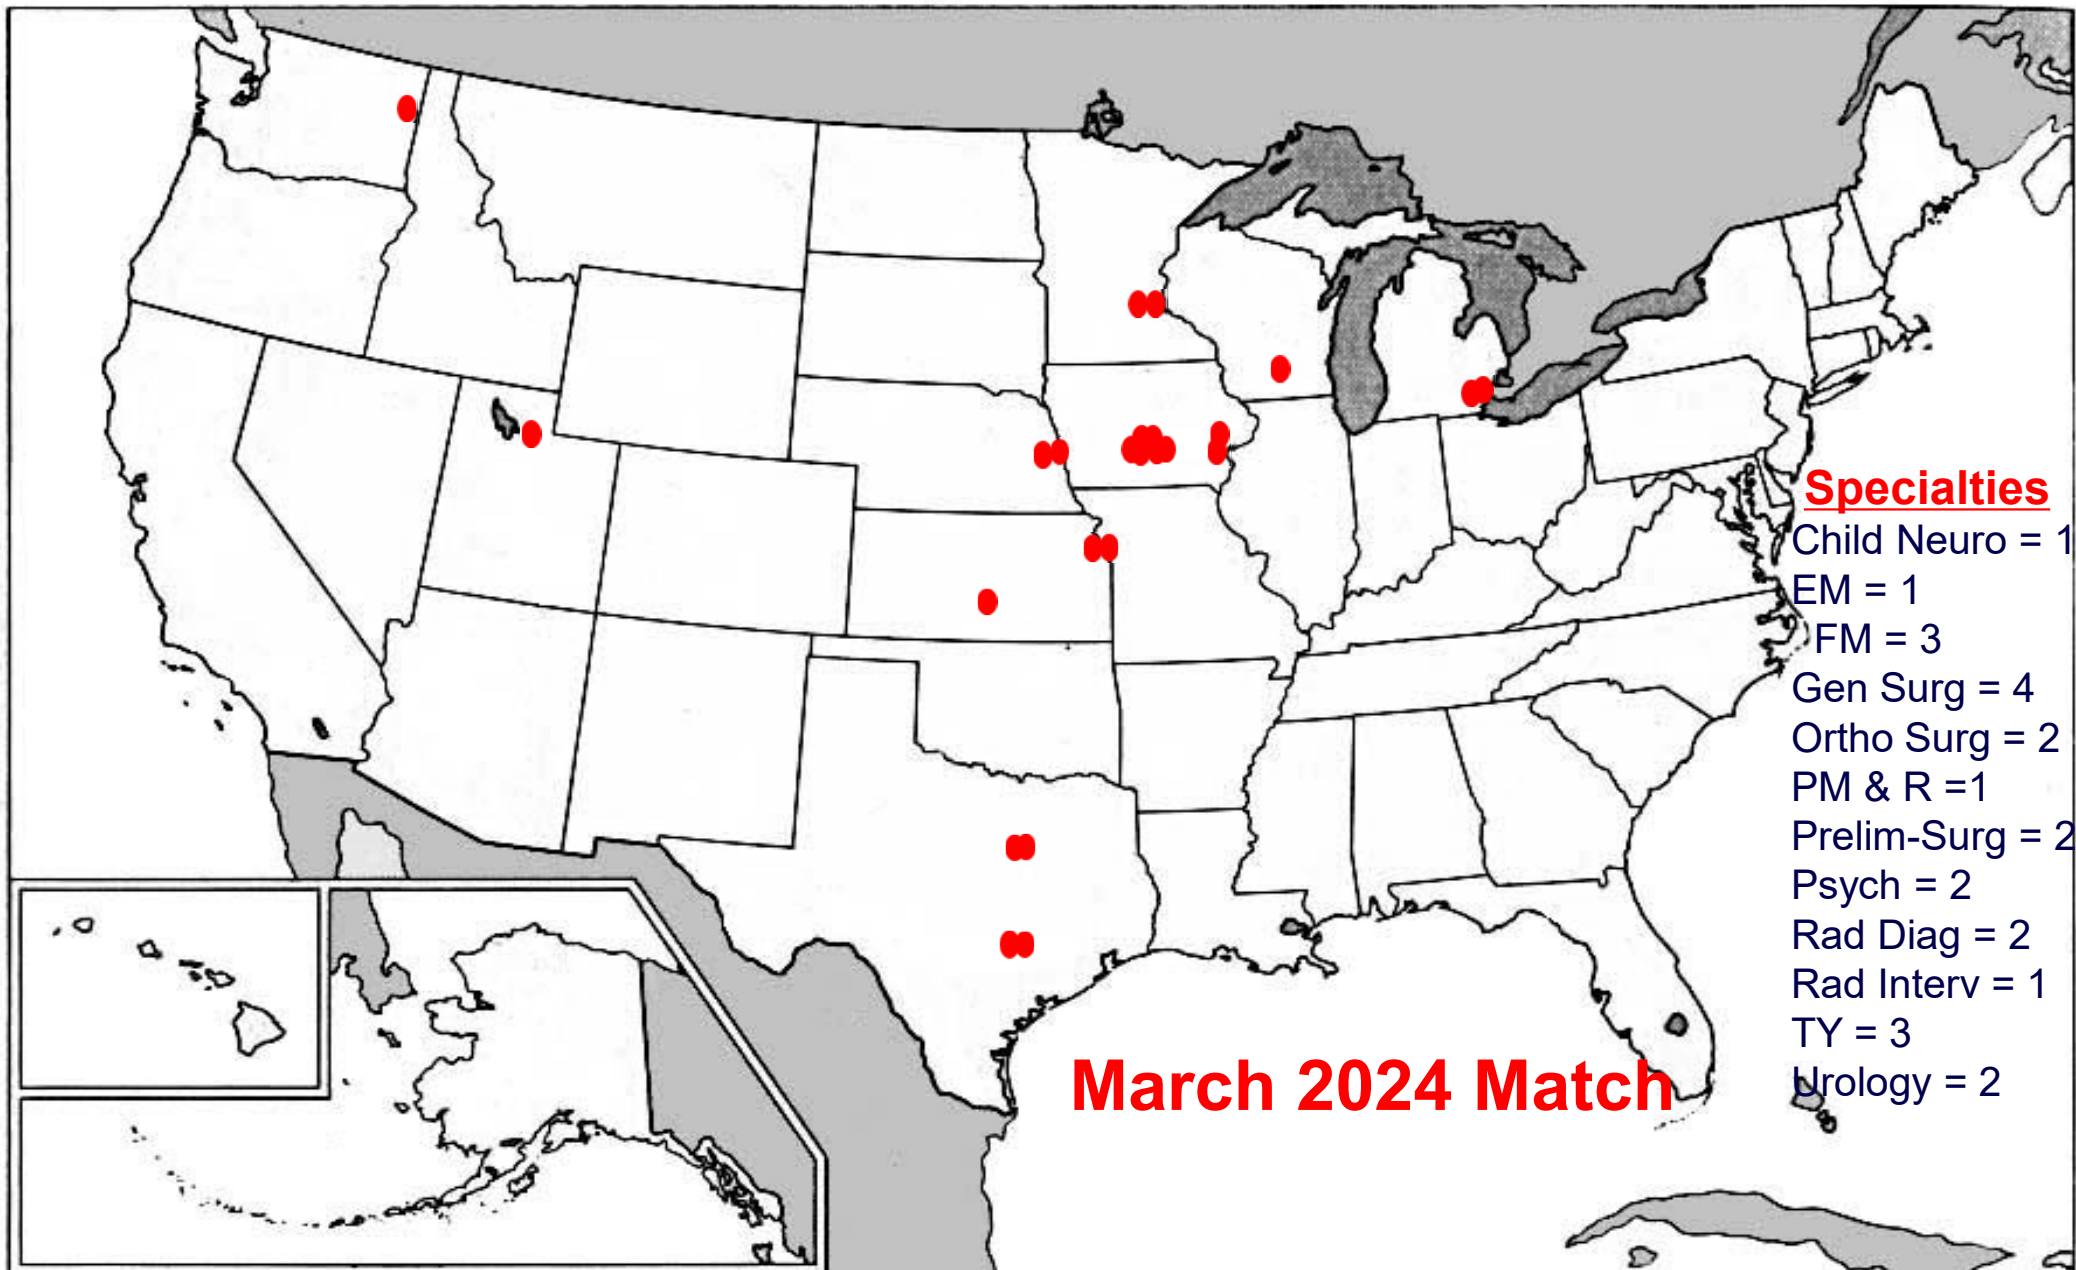 Specialties
Child Neuro = 1
EM = 1
FM = 3
Gen Surg = 4
Ortho Surg = 2
PM & R =1
Prelim-Surg = 2
Psych = 2
Rad Diag = 2
Rad Interv = 1
TY = 3
Urology = 2
March 2024 Match